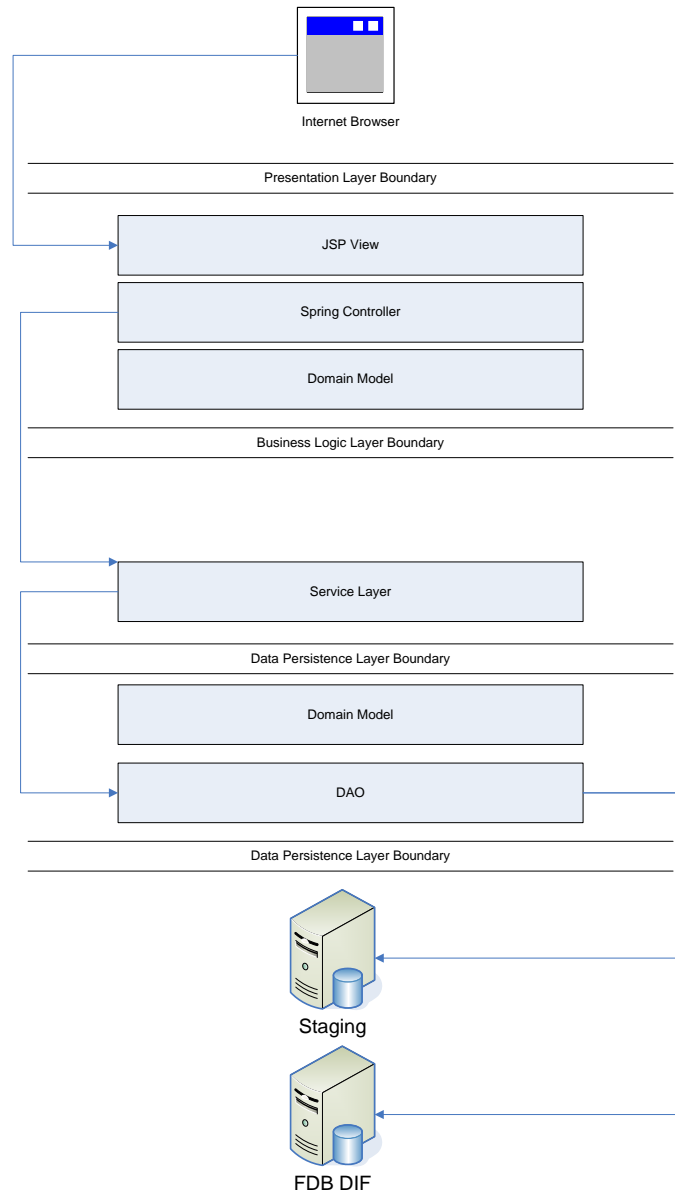 Internet Browser
Presentation Layer Boundary
JSP View
Spring Controller
Domain Model
Business Logic Layer Boundary
Service Layer
Data Persistence Layer Boundary
Domain Model
DAO
Data Persistence Layer Boundary
Staging
FDB DIF